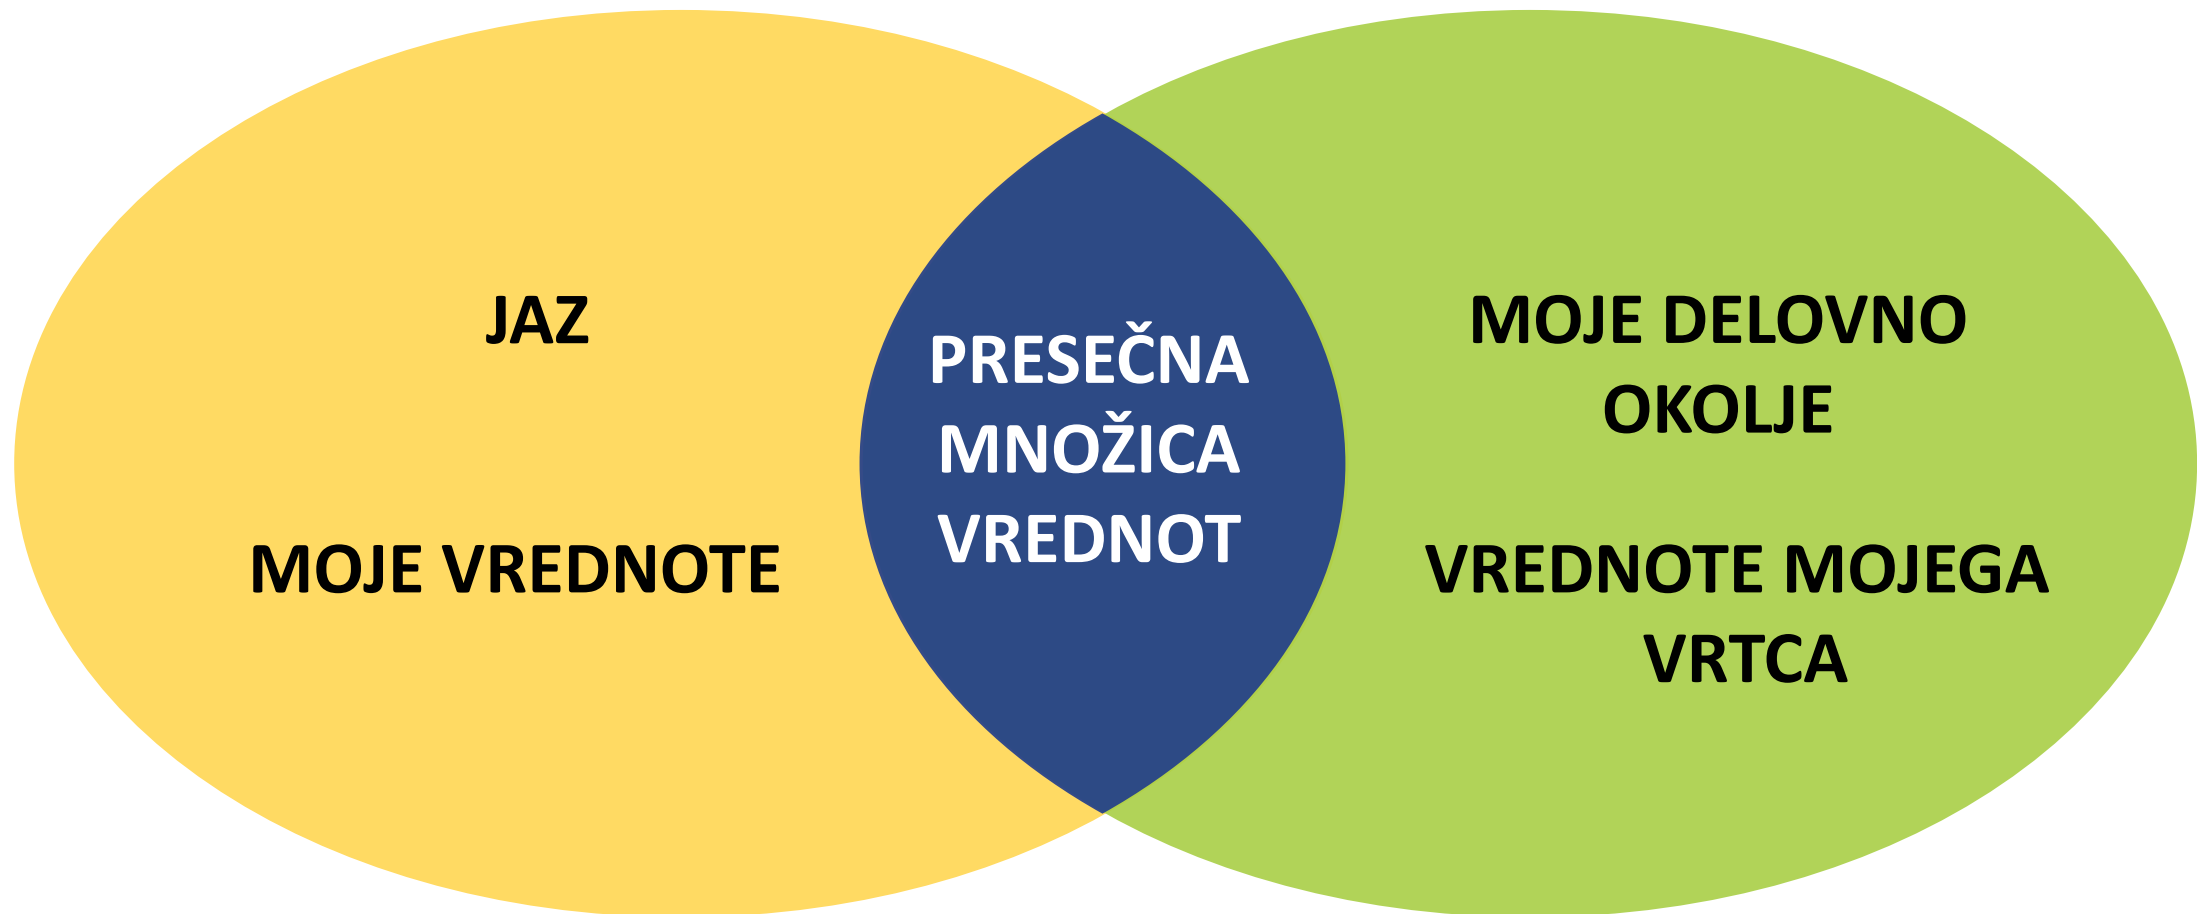 JAZ
MOJE VREDNOTE
PRESEČNA
MNOŽICA
VREDNOT
MOJE DELOVNO
OKOLJE
VREDNOTE MOJEGA
VRTCA